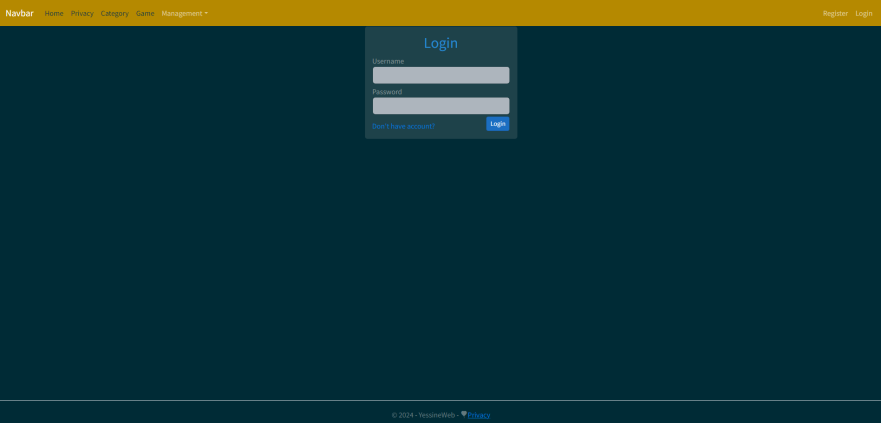 Navbar Home Privacy Category Game Management Register Login
Login
Username
Password
Don't have account? Login
© 2024 - YessineWeb - Privacy